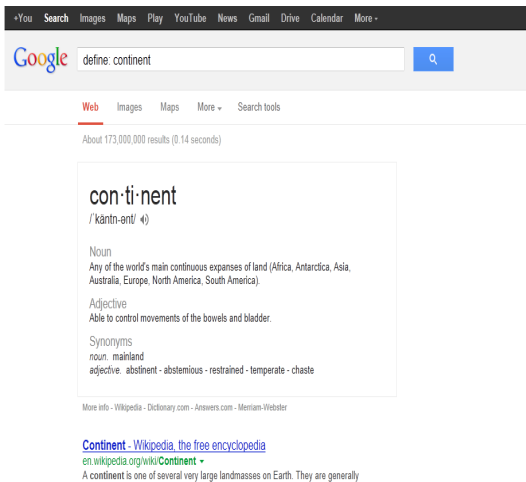 +You Search Images Maps Play YouTube News Gmail Drive Calendar More
Google define: continent
Web Images Maps More Search tools
About 173,000,000 results (0.14 seconds)
con·ti·nent
/ˈkäntn-ənt/
Noun
Any of the world's main continuous expanses of land (Africa, Antarctica, Asia,
Australia, Europe, North America, South America).
Adjective
Able to control movements of the bowels and bladder.
Synonyms
noun. mainland
adjective. abstinent - abstemious - restrained - temperate - chaste
More info - Wikipedia - Dictionary.com - Answers.com - Merriam-Webster
Continent - Wikipedia, the free encyclopedia
en.wikipedia.org/wiki/Continent
A continent is one of several very large landmasses on Earth. They are generally